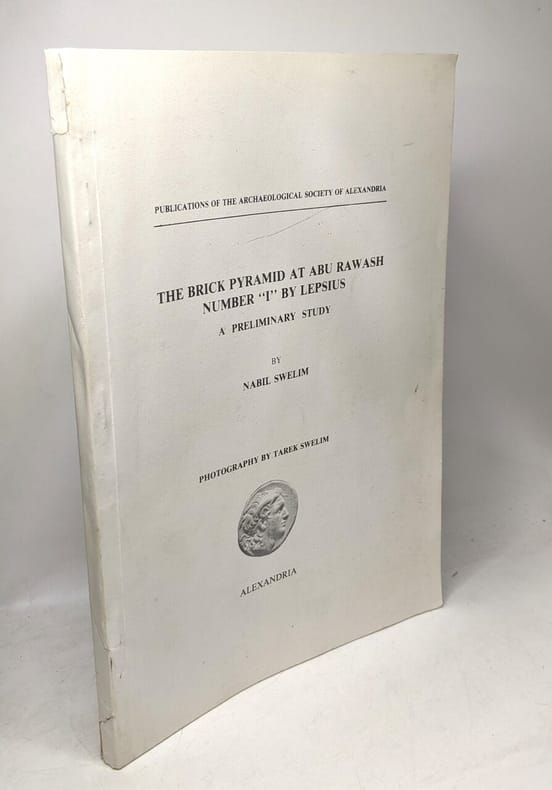 PUBLICATIONS OF THE ARCHAEOLOGICAL SOCIETY OF ALEXANDRIA
THE BRICK PYRAMID AT ABU RAWASH
NUMBER "I" BY LEPSIUS
A PRELIMINARY STUDY
BY
NABIL SWELIM
PHOTOGRAPHY BY TAREK SWELIM
ALEXANDRIA